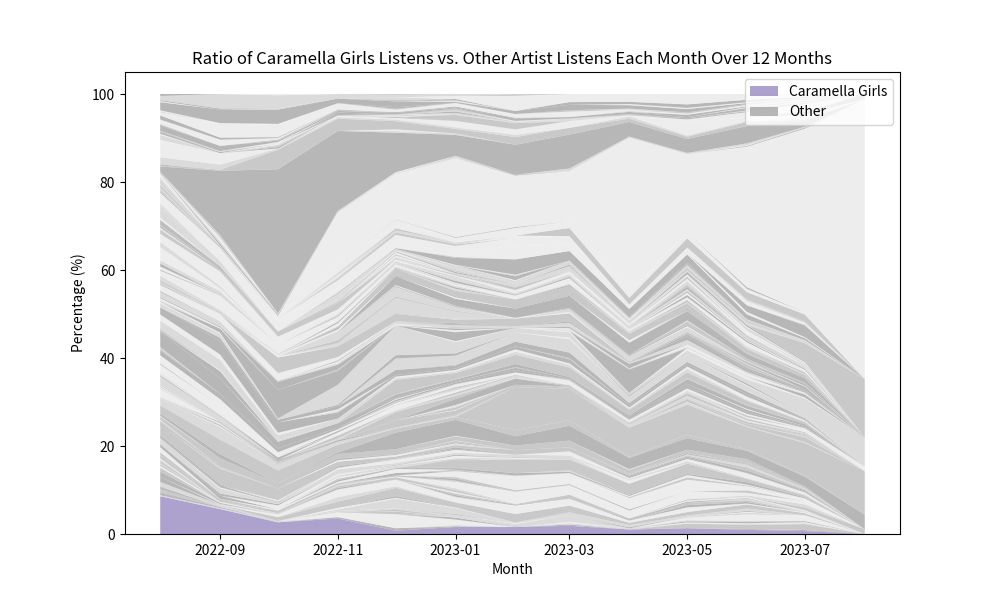 Ratio of Caramella Girls Listens vs. Other Artist Listens Each Month Over 12 Months
Caramella Girls
Other
Percentage (%)
100
80
60
40
20
0
2022-09
2022-11
2023-01
2023-03
2023-05
2023-07
Month